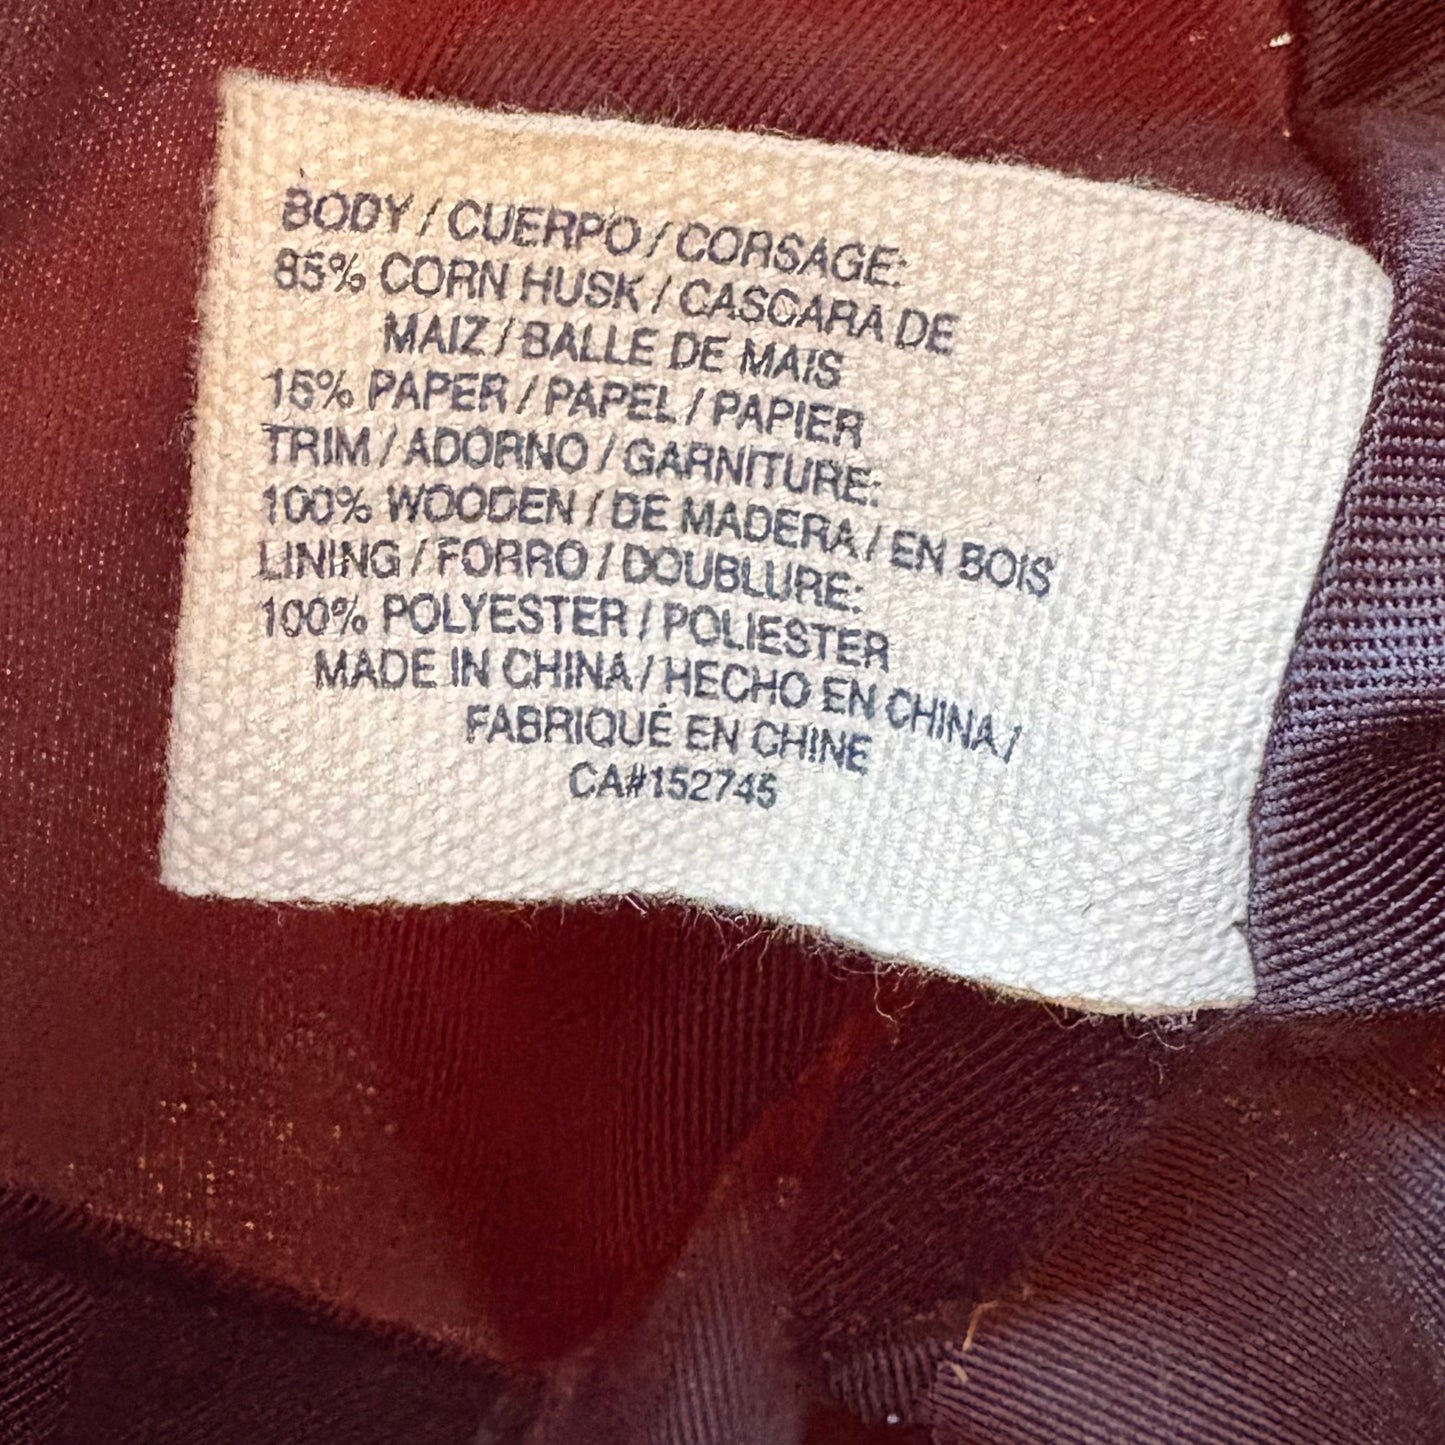 BODY / CUERPO / CORSAGE:
85% CORN HUSK / CASCARA DE
MAIZ / BALLE DE MAIS
15% PAPER / PAPEL / PAPIER
TRIM / ADORNO / GARNITURE:
100% WOODEN / DE MADERA / EN BOIS
LINING / FORRO / DOUBLURE:
100% POLYESTER / POLIESTER
MADE IN CHINA / HECHO EN CHINA /
FABRIQUÉ EN CHINE
CA#152745